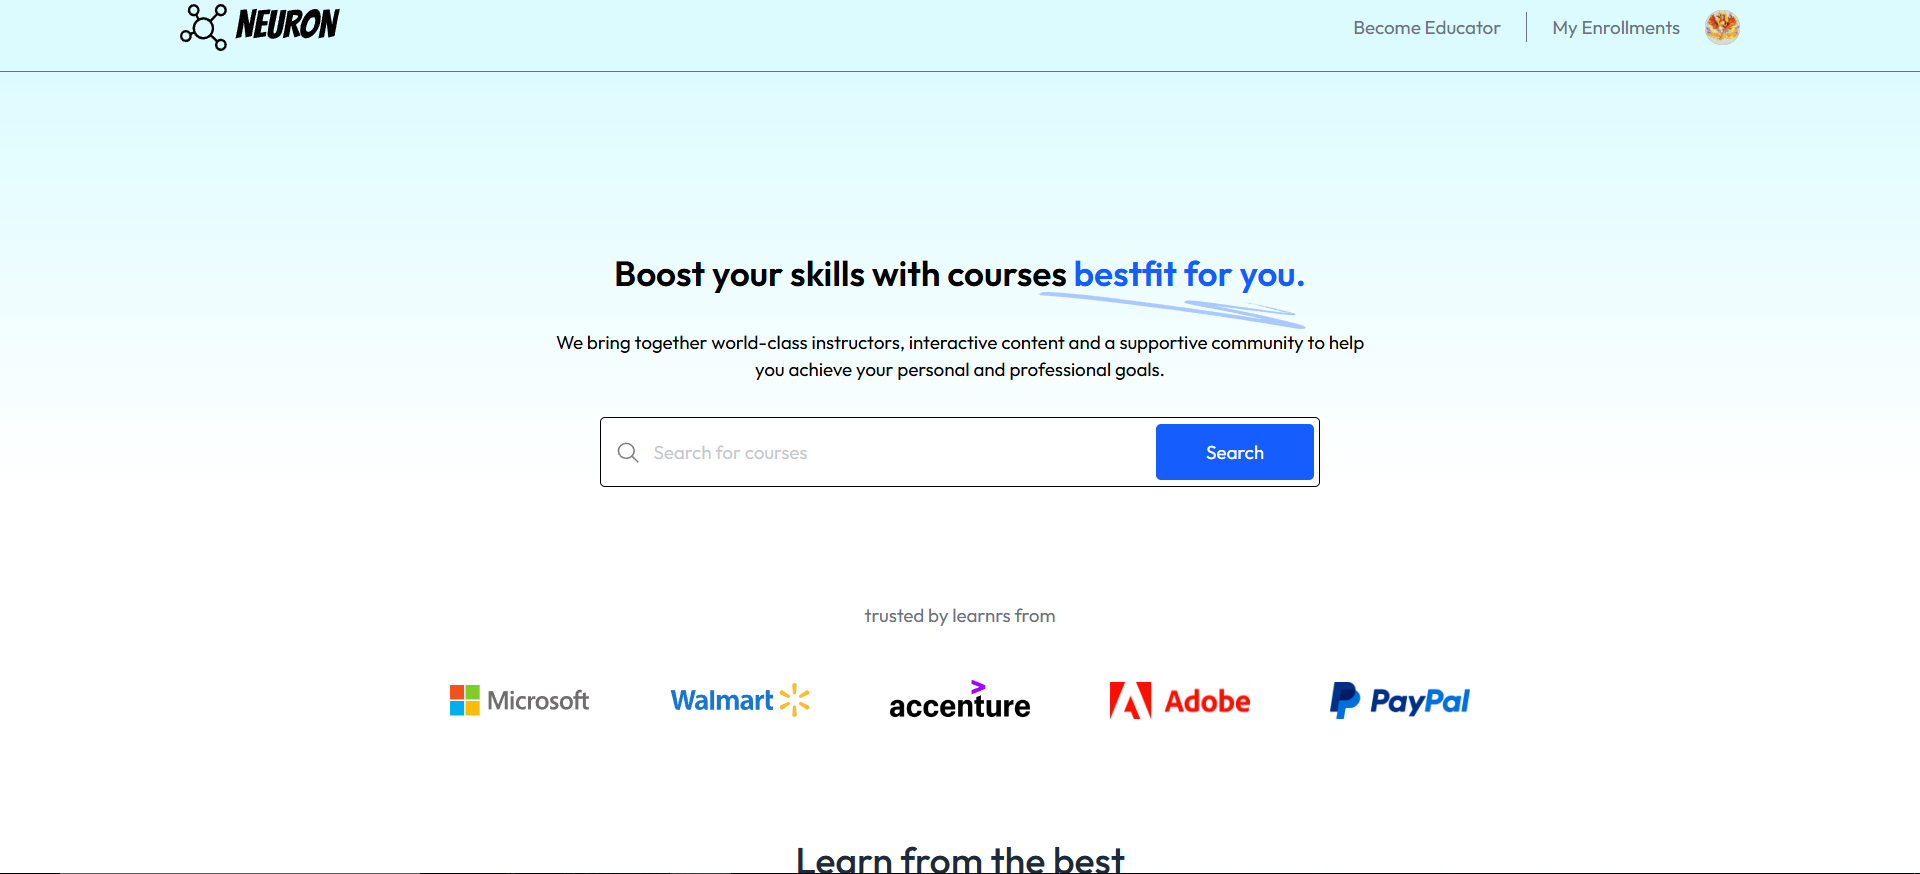 NEURON
Become Educator
My Enrollments
Boost your skills with courses bestfit for you.
We bring together world-class instructors, interactive content and a supportive community to help
you achieve your personal and professional goals.
Search for courses
Search
trusted by learnrs from
Microsoft
Walmart
accenture
Adobe
PayPal
Learn from the best